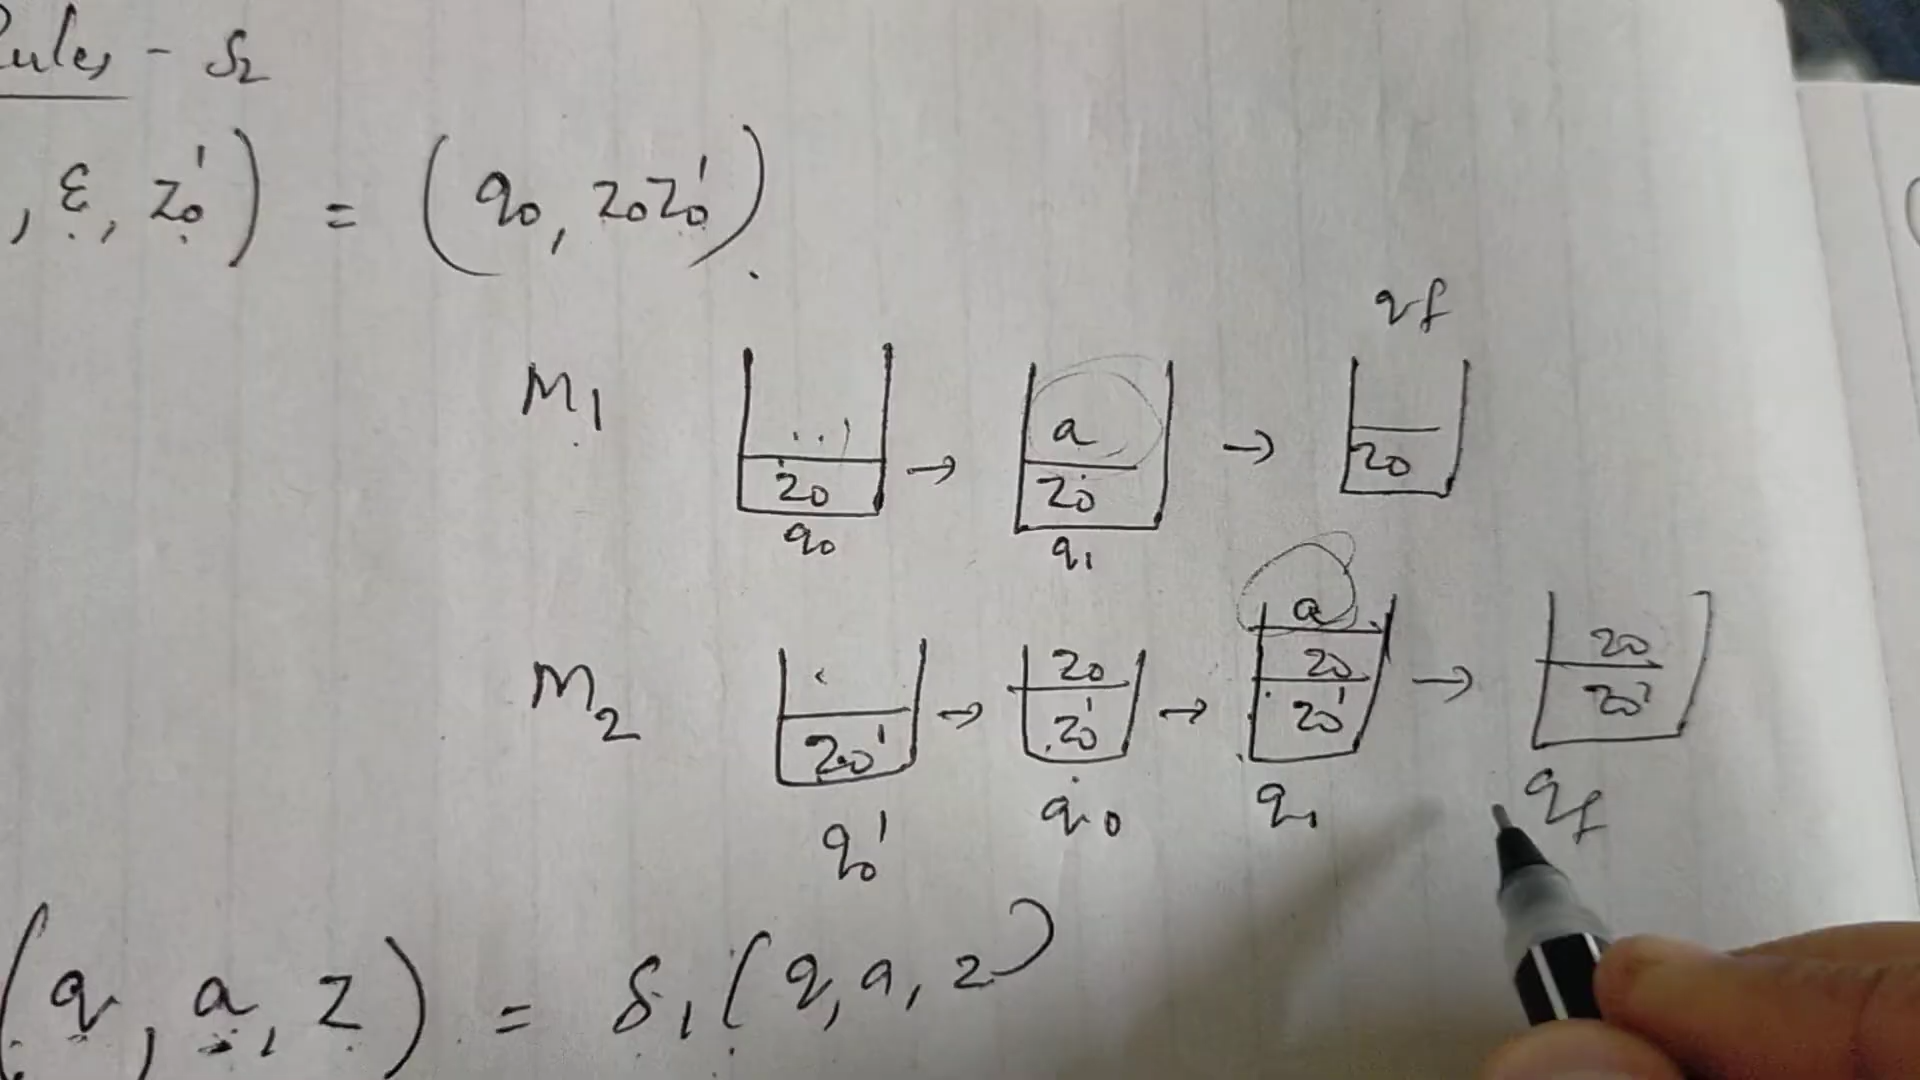 Rules - δ2
, ε, z0') = (q0, z0z0').
qf
M1
a
z0 → z0 → z0
q0 q1
a
z0 z0 z0
M2 z0' → z0' → z0' → z0'
q0' q0 q1 qf
(q, a, z) = δ1(q, a, z)